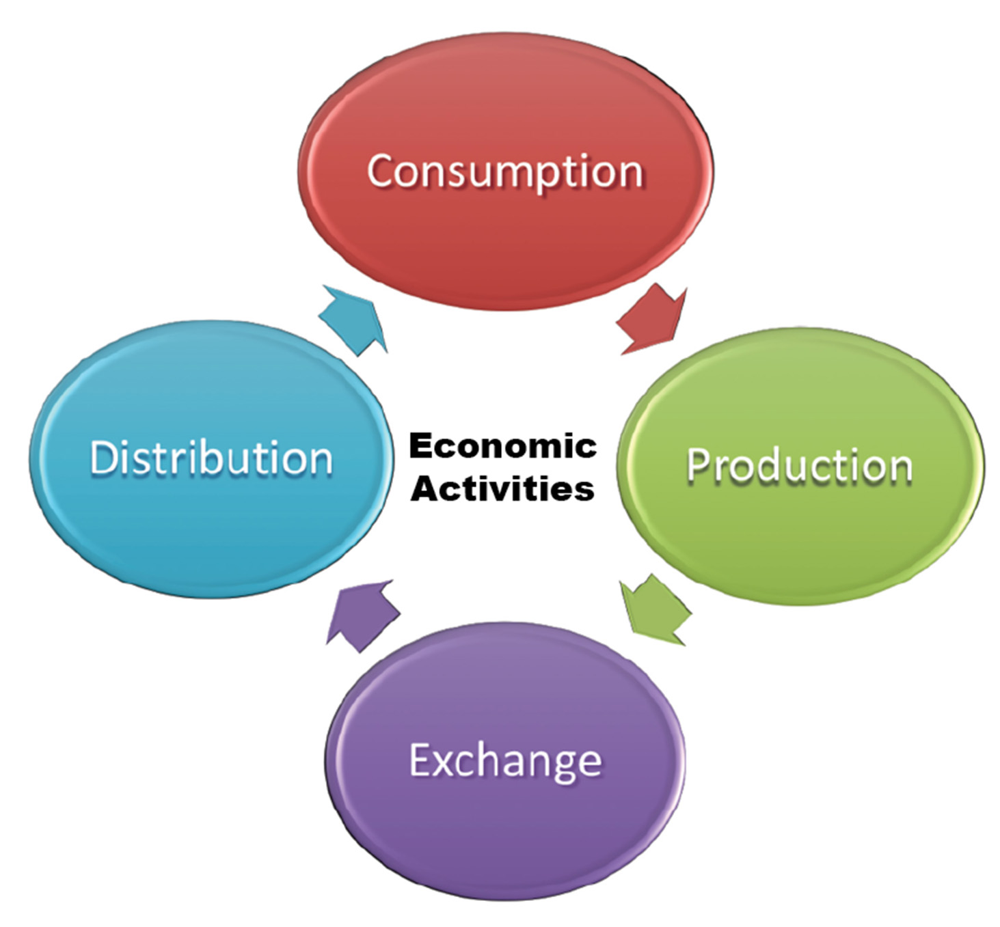 Consumption
Distribution
Economic
Activities
Production
Exchange